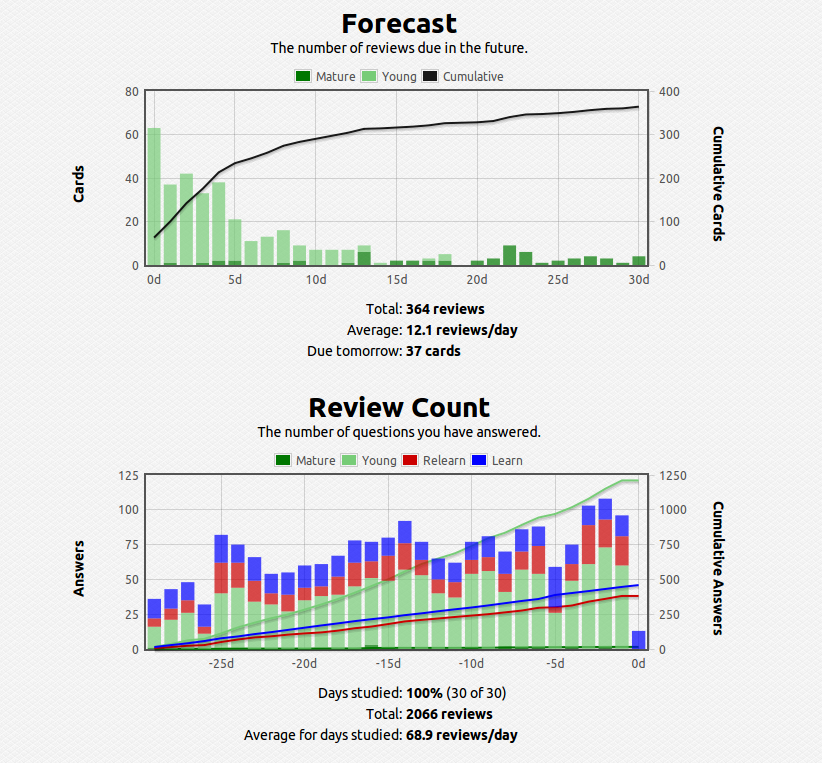 Forecast
The number of reviews due in the future.
Mature Young Cumulative
80 400
60 300
40 200
20 100
0 0
Cards
Cumulative Cards
0d 5d 10d 15d 20d 25d 30d
Total: 364 reviews
Average: 12.1 reviews/day
Due tomorrow: 37 cards
Review Count
The number of questions you have answered.
Mature Young Relearn Learn
125 1250
100 1000
75 750
50 500
25 250
0 0
Answers
Cumulative Answers
-25d -20d -15d -10d -5d 0d
Days studied: 100% (30 of 30)
Total: 2066 reviews
Average for days studied: 68.9 reviews/day